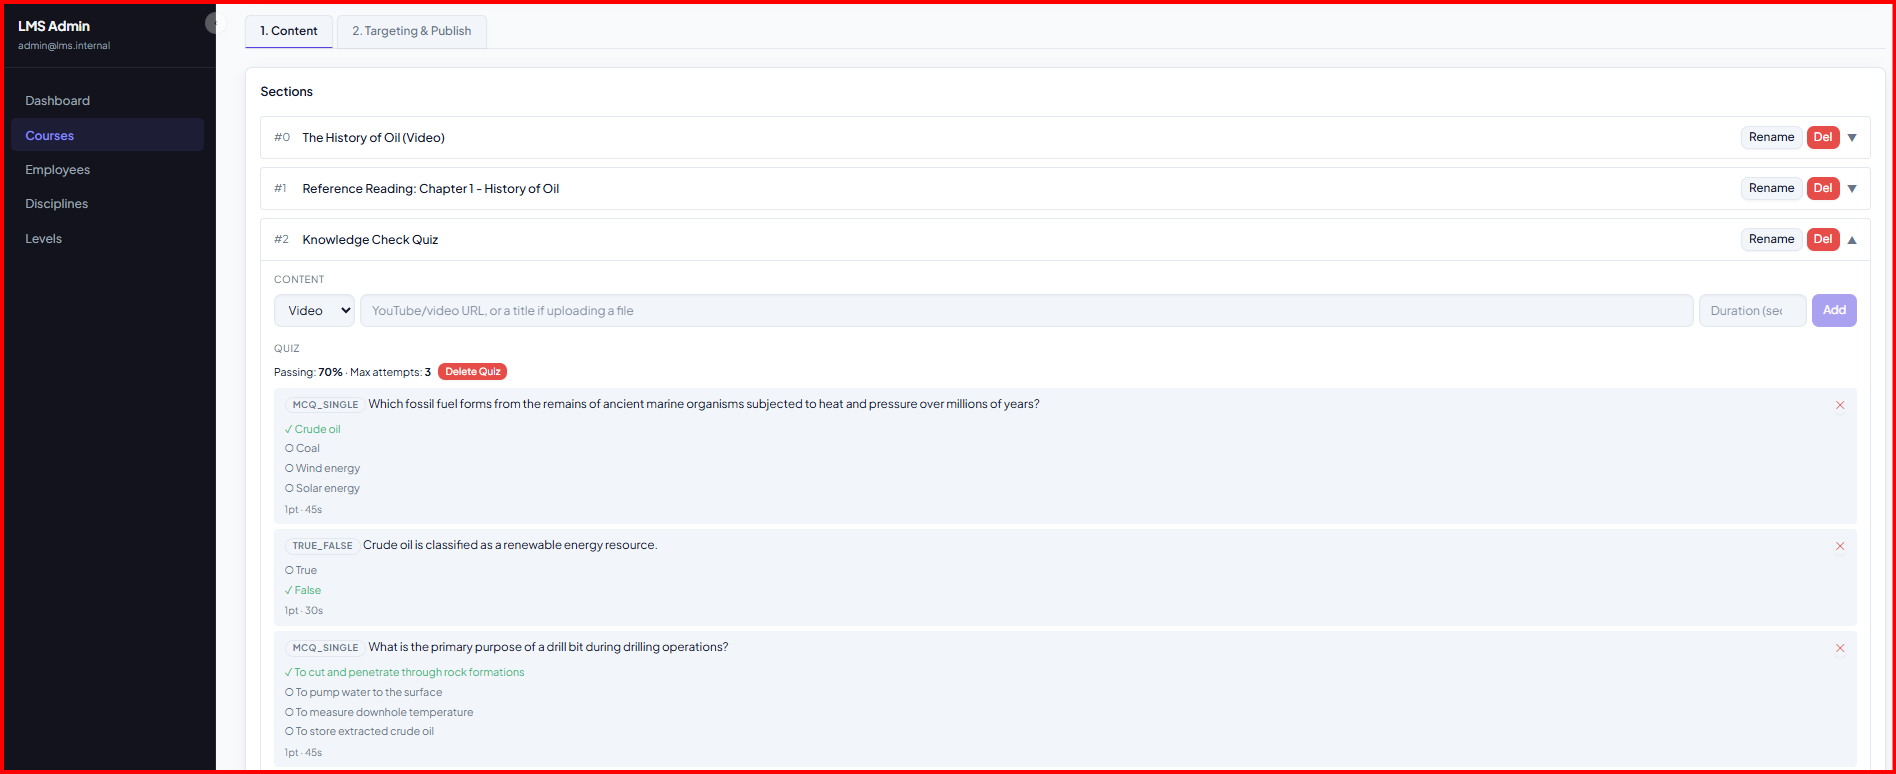 LMS Admin
admin@lms.internal
Dashboard
Courses
Employees
Disciplines
Levels
1. Content
2. Targeting & Publish
Sections
#0 The History of Oil (Video) Rename Del ▼
#1 Reference Reading: Chapter 1 - History of Oil Rename Del ▼
#2 Knowledge Check Quiz Rename Del ▲
CONTENT
Video YouTube/video URL, or a title if uploading a file Duration (sec Add
QUIZ
Passing: 70% · Max attempts: 3 Delete Quiz
MCQ_SINGLE Which fossil fuel forms from the remains of ancient marine organisms subjected to heat and pressure over millions of years? ✕
✓ Crude oil
○ Coal
○ Wind energy
○ Solar energy
1pt · 45s
TRUE_FALSE Crude oil is classified as a renewable energy resource. ✕
○ True
✓ False
1pt · 30s
MCQ_SINGLE What is the primary purpose of a drill bit during drilling operations? ✕
✓ To cut and penetrate through rock formations
○ To pump water to the surface
○ To measure downhole temperature
○ To store extracted crude oil
1pt · 45s